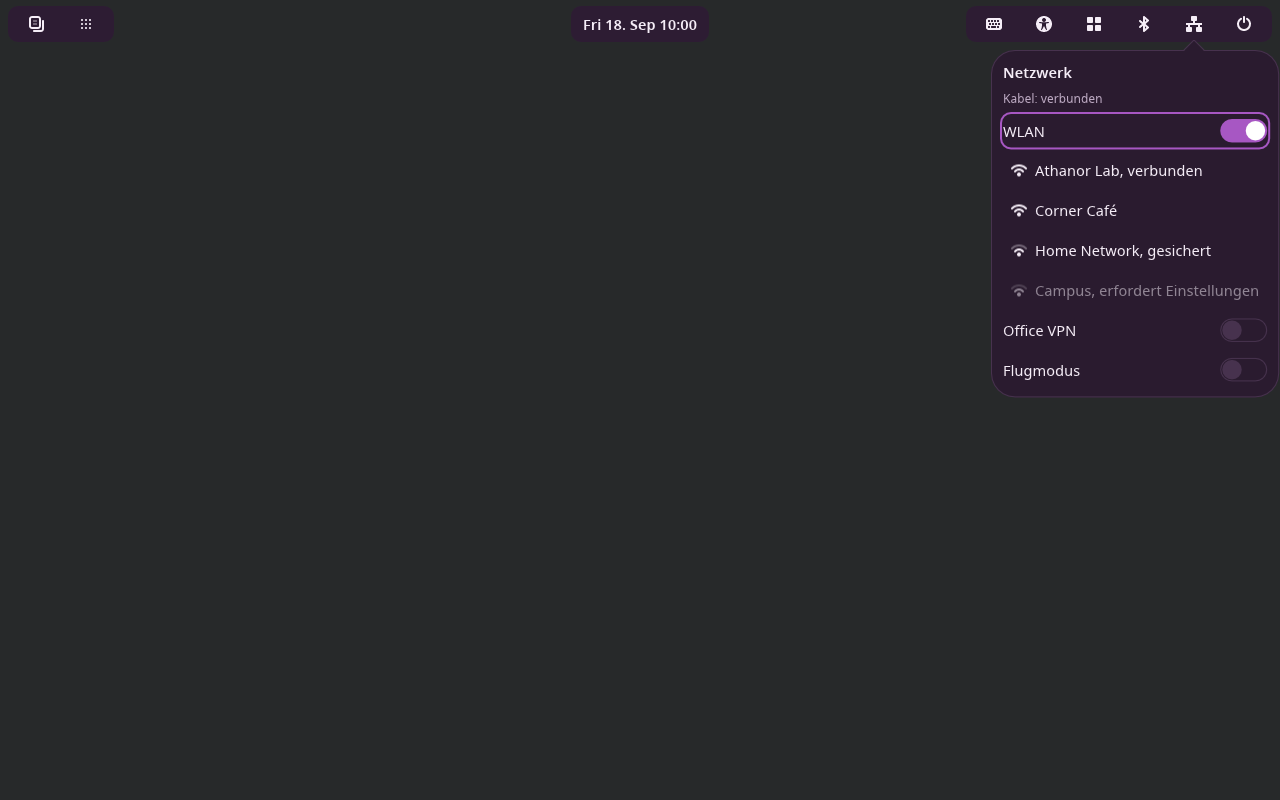 Fri 18. Sep 10:00
Netzwerk
Kabel: verbunden
WLAN
Athanor Lab, verbunden
Corner Café
Home Network, gesichert
Campus, erfordert Einstellungen
Office VPN
Flugmodus